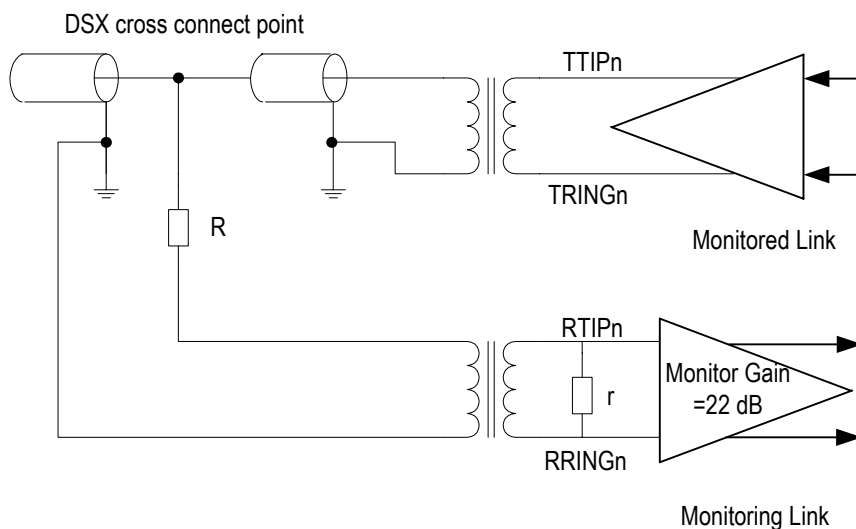 DSX cross connect point
TTIPn
TRINGn
R
Monitored Link
RTIPn
Monitor Gain
=22 dB
r
RRINGn
Monitoring Link